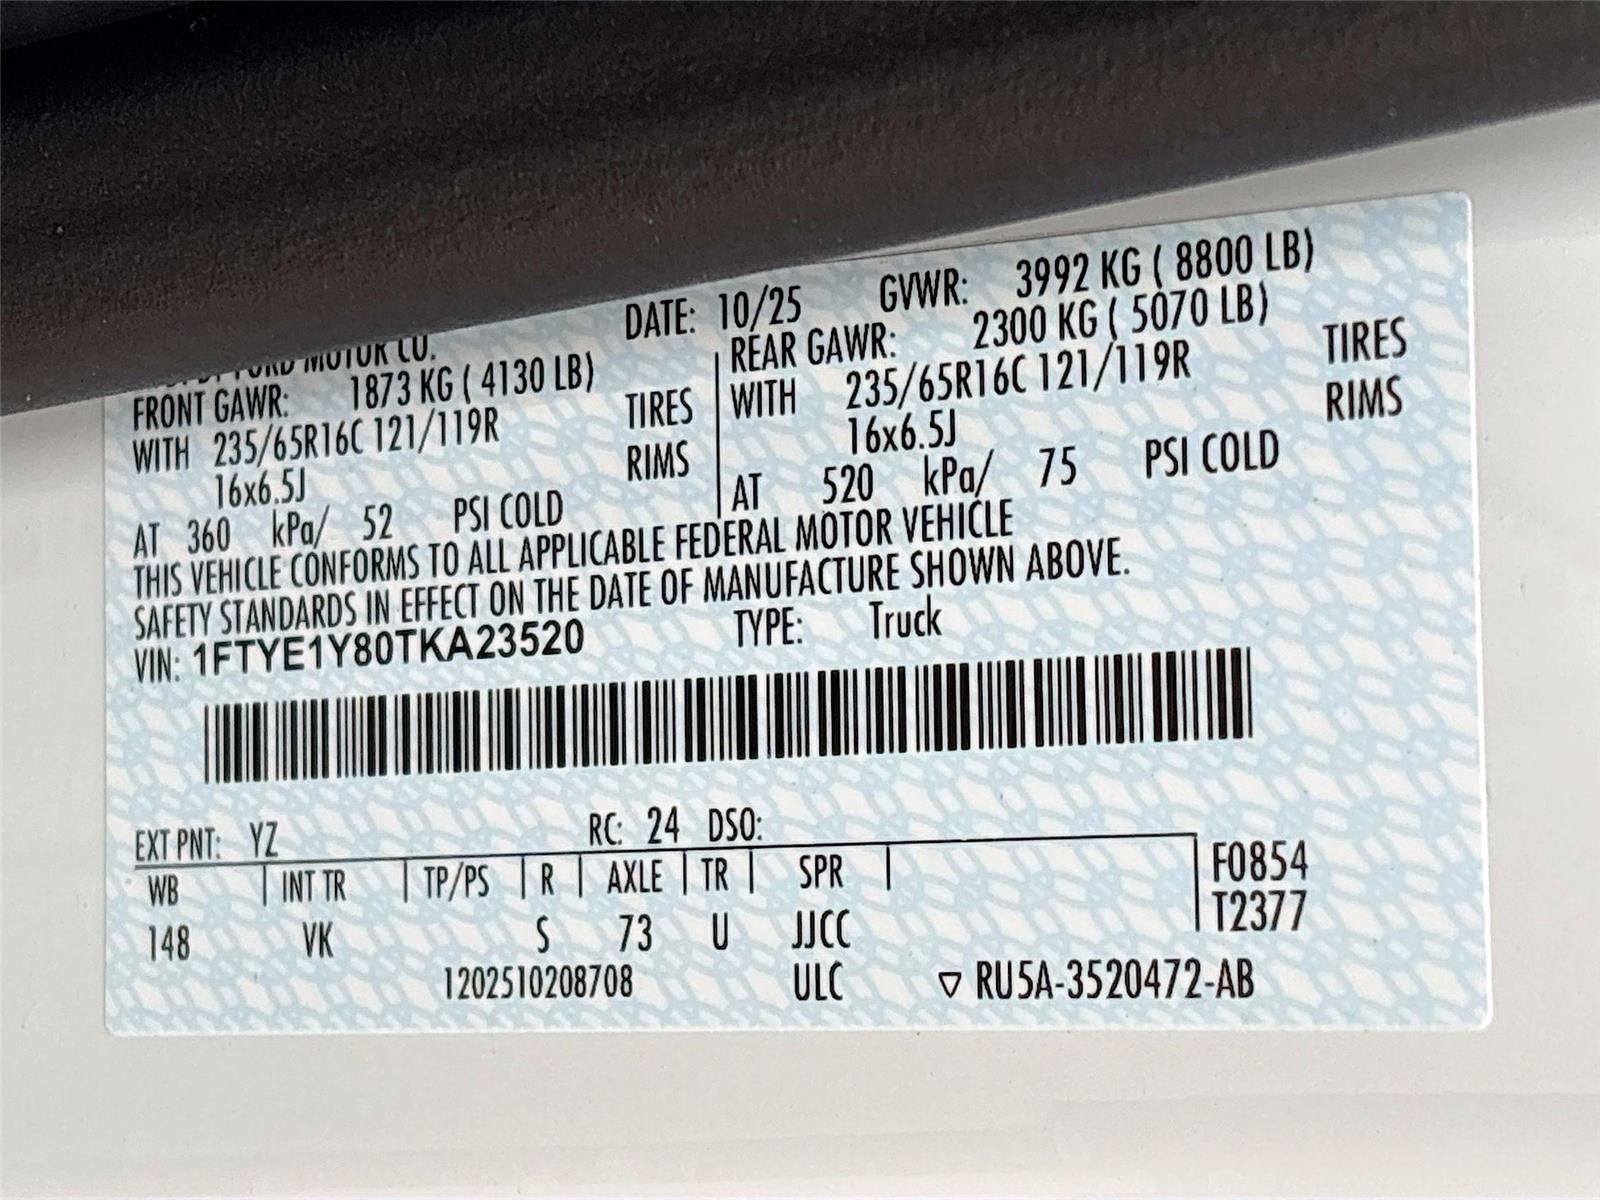 FORD MOTOR CO. DATE: 10/25 GVWR: 3992 KG ( 8800 LB)
FRONT GAWR: 1873 KG ( 4130 LB)
WITH 235/65R16C 121/119R TIRES
16x6.5J RIMS
AT 360 kPa/ 52 PSI COLD
REAR GAWR: 2300 KG ( 5070 LB)
WITH 235/65R16C 121/119R TIRES
16x6.5J RIMS
AT 520 kPa/ 75 PSI COLD
THIS VEHICLE CONFORMS TO ALL APPLICABLE FEDERAL MOTOR VEHICLE
SAFETY STANDARDS IN EFFECT ON THE DATE OF MANUFACTURE SHOWN ABOVE.
VIN: 1FTYE1Y80TKA23520 TYPE: Truck
EXT PNT: YZ RC: 24 DSO:
WB INT TR TP/PS R AXLE TR SPR F0854
T2377
148 VK S 73 U JJCC
1202510208708 ULC ▽ RU5A-3520472-AB